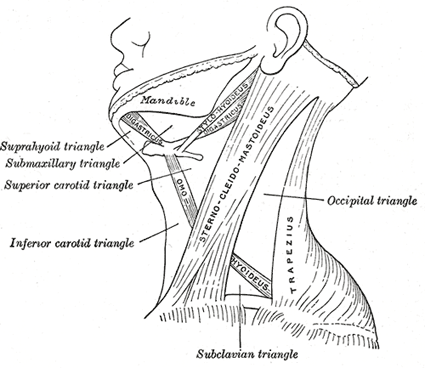 Mandible
DIGASTRICUS
STYLO-HYOIDEUS
DIGASTRICUS
Suprahyoid triangle
Submaxillary triangle
Superior carotid triangle
OMO=
STERNO-CLEIDO-MASTOIDEUS
Occipital triangle
Inferior carotid triangle
HYOIDEUS
TRAPEZIUS
Subclavian triangle